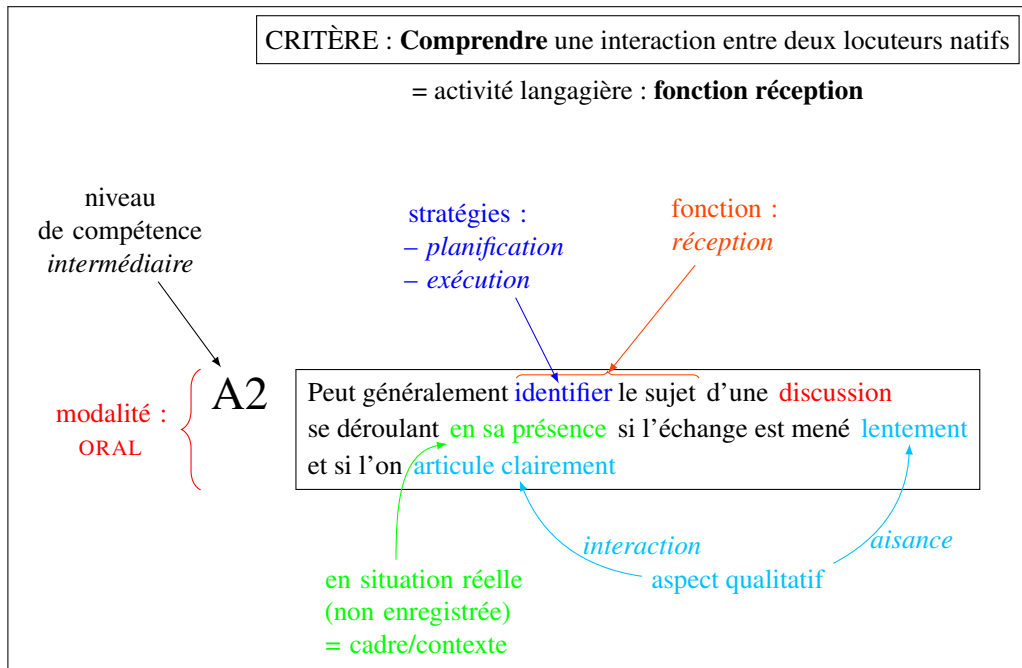 CRITÈRE : Comprendre une interaction entre deux locuteurs natifs
= activité langagière : fonction réception
niveau
de compétence
intermédiaire
stratégies :
– planification
– exécution
fonction :
réception
modalité :
ORAL
A2
Peut généralement identifier le sujet d'une discussion
se déroulant en sa présence si l'échange est mené lentement
et si l'on articule clairement
interaction
aisance
aspect qualitatif
en situation réelle
(non enregistrée)
= cadre/contexte